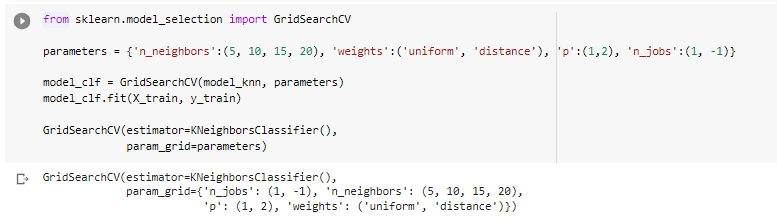 from sklearn.model_selection import GridSearchCV
parameters = {'n_neighbors':(5, 10, 15, 20), 'weights':('uniform', 'distance'), 'p':(1,2), 'n_jobs':(1, -1)}
model_clf = GridSearchCV(model_knn, parameters)
model_clf.fit(X_train, y_train)
GridSearchCV(estimator=KNeighborsClassifier(),
             param_grid=parameters)
GridSearchCV(estimator=KNeighborsClassifier(),
             param_grid={'n_jobs': (1, -1), 'n_neighbors': (5, 10, 15, 20),
                         'p': (1, 2), 'weights': ('uniform', 'distance')})